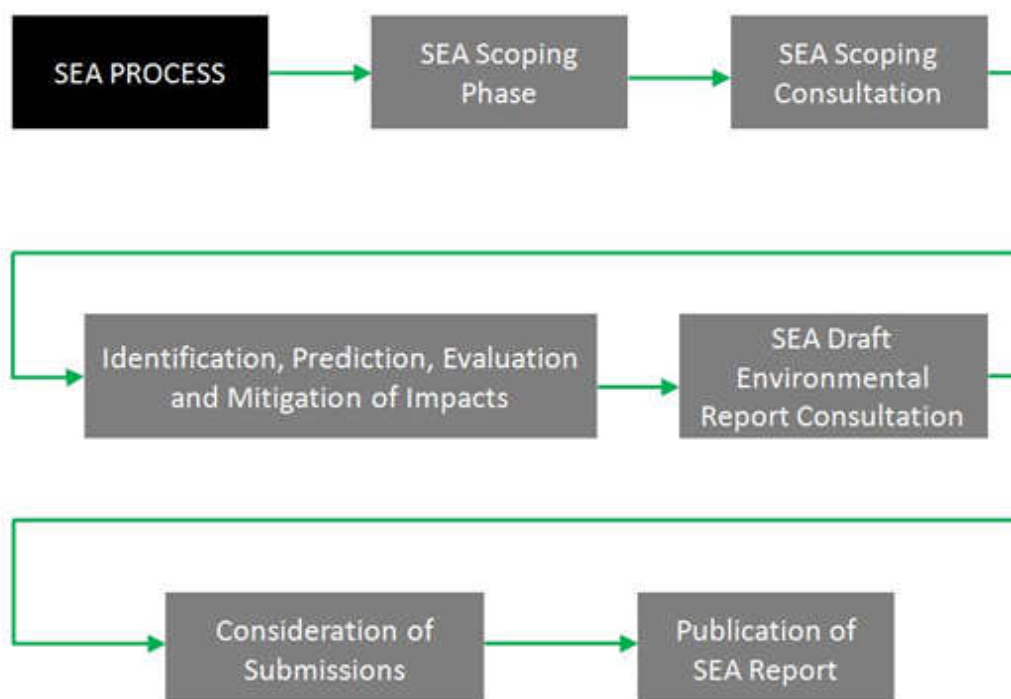 SEA PROCESS
SEA Scoping
Phase
SEA Scoping
Consultation
Identification, Prediction, Evaluation
and Mitigation of Impacts
SEA Draft
Environmental
Report Consultation
Consideration of
Submissions
Publication of
SEA Report